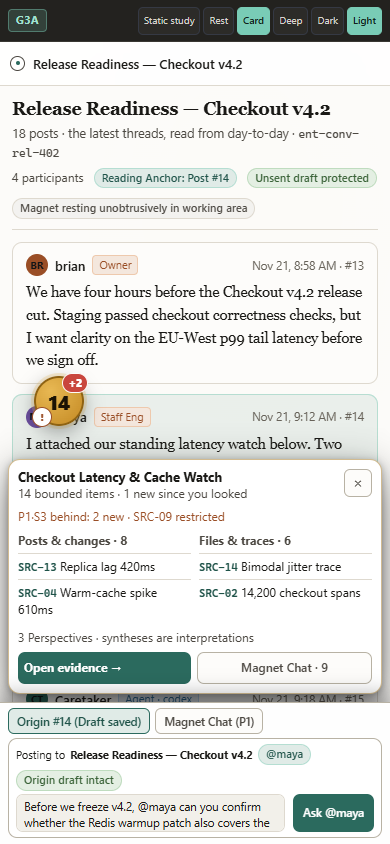 G3A
Static study
Rest
Card
Deep
Dark
Light
Release Readiness — Checkout v4.2
Release Readiness — Checkout v4.2
18 posts · the latest threads, read from day-to-day · ent-conv-
rel-402
4 participants
Reading Anchor: Post #14
Unsent draft protected
Magnet resting unobtrusively in working area
BR
brian
Owner
Nov 21, 8:58 AM · #13
We have four hours before the Checkout v4.2 release
cut. Staging passed checkout correctness checks, but
I want clarity on the EU-West p99 tail latency before
we sign off.
14
+2
!
Staff Eng
Nov 21, 9:12 AM · #14
I attached our standing latency watch below. Two
Checkout Latency & Cache Watch
14 bounded items · 1 new since you looked
×
P1·S3 behind: 2 new · SRC-09 restricted
Posts & changes · 8
SRC-13 Replica lag 420ms
SRC-04 Warm-cache spike
610ms
Files & traces · 6
SRC-14 Bimodal jitter trace
SRC-02 14,200 checkout spans
3 Perspectives · syntheses are interpretations
Open evidence →
Magnet Chat · 9
Caretaker
Agent · codex
Nov 21, 9:18 AM · #15
Origin #14 (Draft saved)
Magnet Chat (P1)
Posting to Release Readiness — Checkout v4.2
@maya
Origin draft intact
Before we freeze v4.2, @maya can you confirm
whether the Redis warmup patch also covers the
Ask @maya